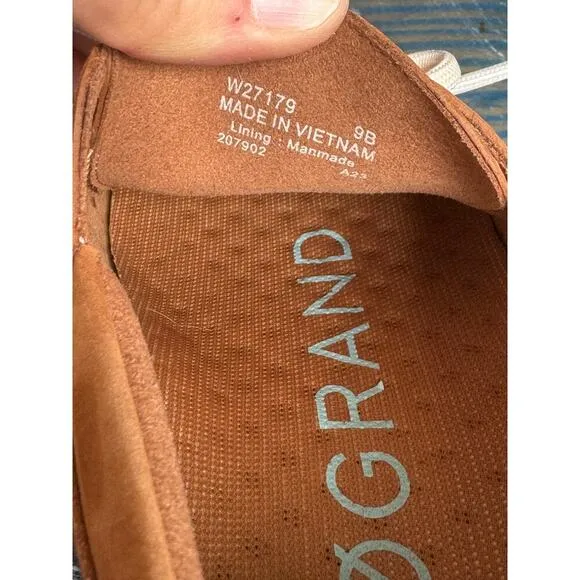 W27179 9B
MADE IN VIETNAM
Lining : Manmade
207902 A23
ØGRAND